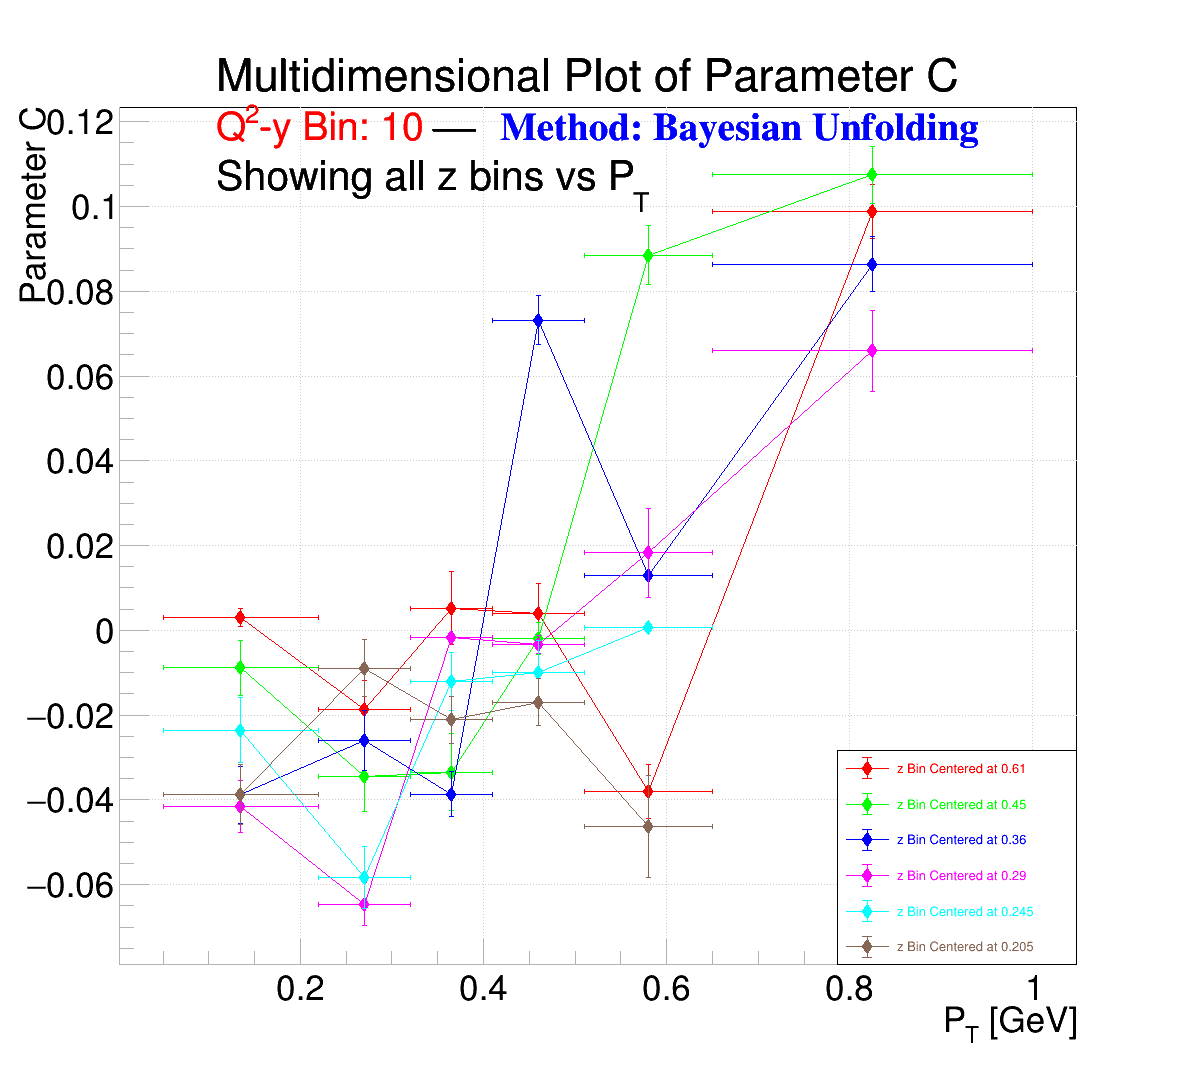 Multidimensional Plot of Parameter C
Q²-y Bin: 10 — Method: Bayesian Unfolding
Showing all z bins vs P_T
Parameter C
0.12
0.1
0.08
0.06
0.04
0.02
0
−0.02
−0.04
−0.06
z Bin Centered at 0.61
z Bin Centered at 0.45
z Bin Centered at 0.36
z Bin Centered at 0.29
z Bin Centered at 0.245
z Bin Centered at 0.205
0.2 0.4 0.6 0.8 1
P_T [GeV]